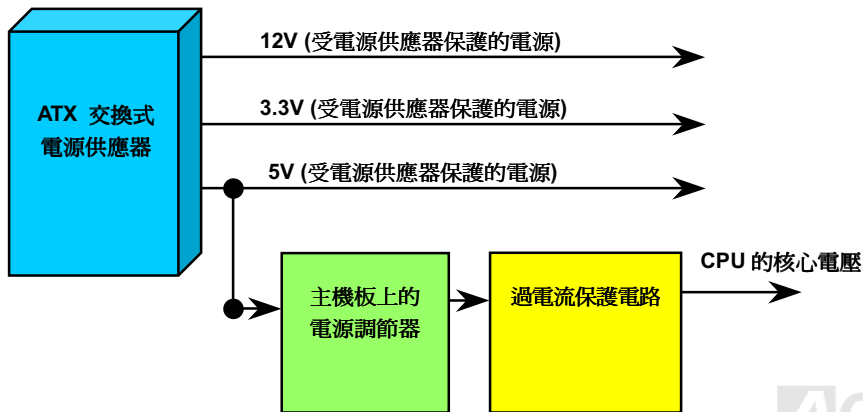 12V (受電源供應器保護的電源)
ATX 交換式
電源供應器
3.3V (受電源供應器保護的電源)
5V (受電源供應器保護的電源)
CPU 的核心電壓
主機板上的
電源調節器
過電流保護電路